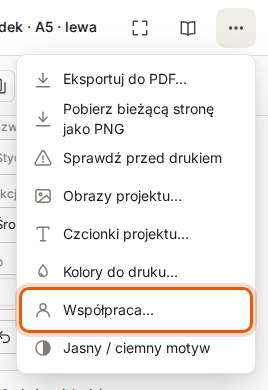 dek · A5 · lewa
Eksportuj do PDF...
Pobierz bieżącą stronę
jako PNG
Sprawdź przed drukiem
Obrazy projektu...
Czcionki projektu...
Kolory do druku...
Współpraca...
Jasny / ciemny motyw